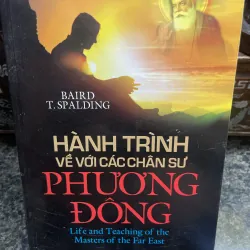 BAIRD
T. SPALDING
HÀNH TRÌNH
VỀ VỚI CÁC CHÂN SƯ
PHƯƠNG
ĐÔNG
Life and Teaching of the
Masters of the Far East